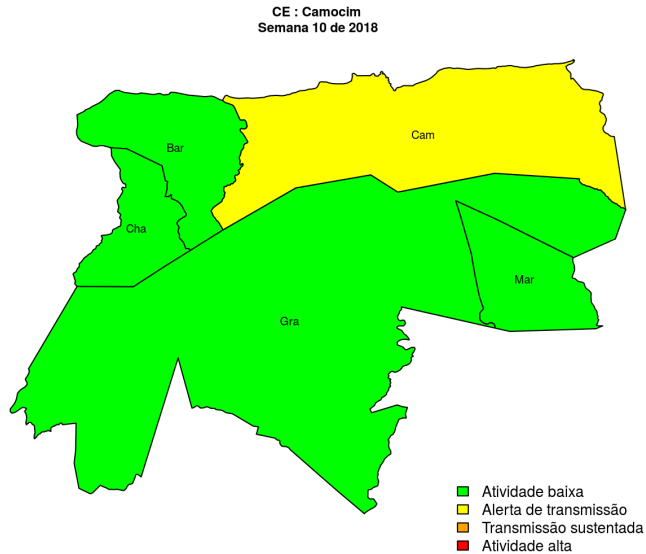 CE : Camocim
Semana 10 de 2018
Cam
Bar
Cha
Mar
Gra
Atividade baixa
Alerta de transmissão
Transmissão sustentada
Atividade alta